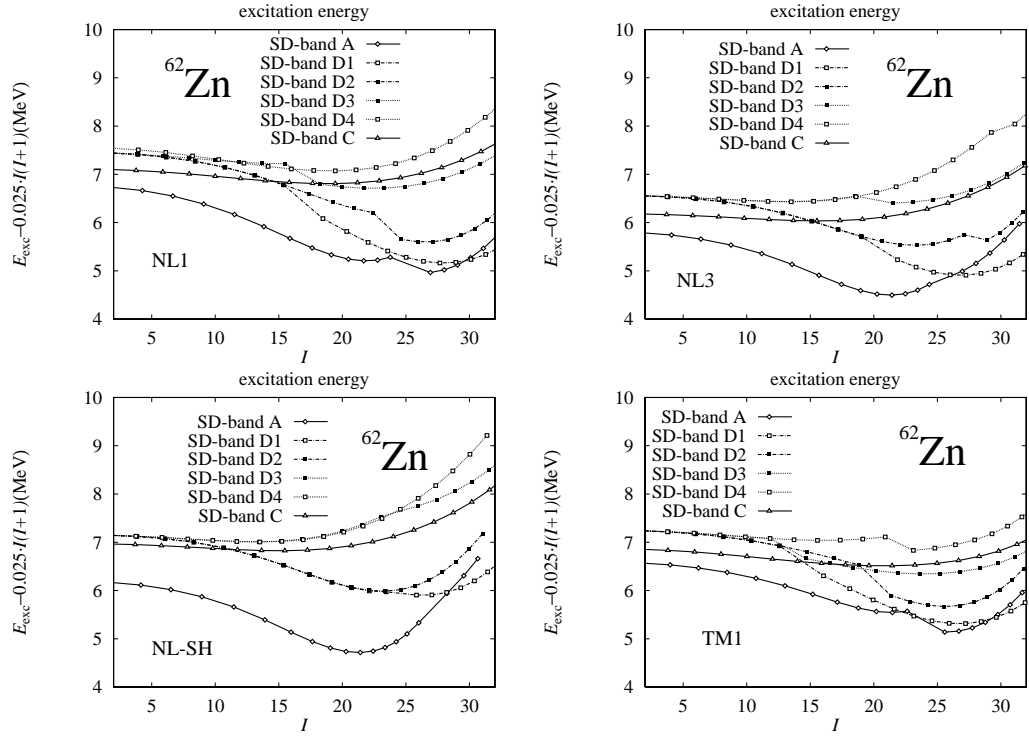 excitation energy
10
9
8
7
6
5
4
E_exc−0.025·I(I+1)(MeV)
SD-band A
SD-band D1
SD-band D2
SD-band D3
SD-band D4
SD-band C
⁶²Zn
NL1
5 10 15 20 25 30
I
excitation energy
10
9
8
7
6
5
4
E_exc−0.025·I(I+1)(MeV)
SD-band A
SD-band D1
SD-band D2
SD-band D3
SD-band D4
SD-band C
⁶²Zn
NL3
5 10 15 20 25 30
I
excitation energy
10
9
8
7
6
5
4
E_exc−0.025·I(I+1)(MeV)
SD-band A
SD-band D1
SD-band D2
SD-band D3
SD-band D4
SD-band C
⁶²Zn
NL-SH
5 10 15 20 25 30
I
excitation energy
10
9
8
7
6
5
4
E_exc−0.025·I(I+1)(MeV)
SD-band A
SD-band D1
SD-band D2
SD-band D3
SD-band D4
SD-band C
⁶²Zn
TM1
5 10 15 20 25 30
I